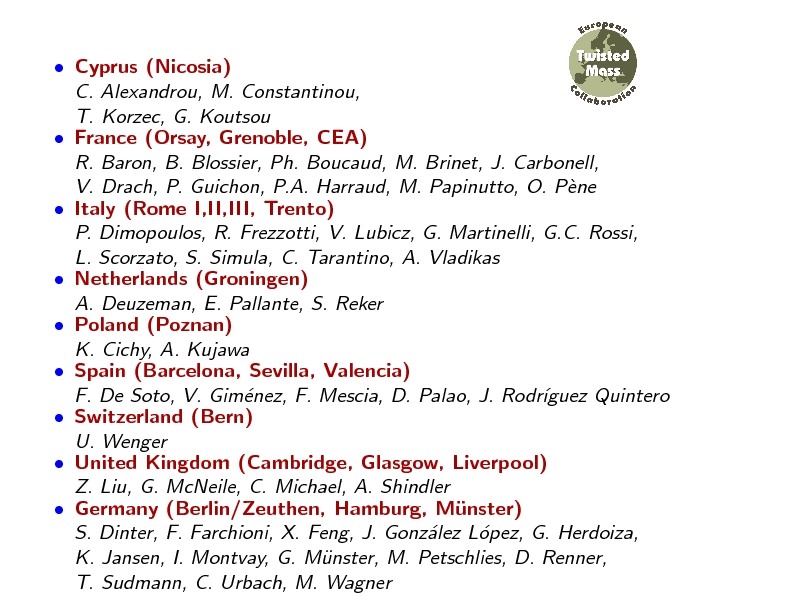 European
Twisted
Mass
Collaboration
• Cyprus (Nicosia)
C. Alexandrou, M. Constantinou,
T. Korzec, G. Koutsou
• France (Orsay, Grenoble, CEA)
R. Baron, B. Blossier, Ph. Boucaud, M. Brinet, J. Carbonell,
V. Drach, P. Guichon, P.A. Harraud, M. Papinutto, O. Pène
• Italy (Rome I,II,III, Trento)
P. Dimopoulos, R. Frezzotti, V. Lubicz, G. Martinelli, G.C. Rossi,
L. Scorzato, S. Simula, C. Tarantino, A. Vladikas
• Netherlands (Groningen)
A. Deuzeman, E. Pallante, S. Reker
• Poland (Poznan)
K. Cichy, A. Kujawa
• Spain (Barcelona, Sevilla, Valencia)
F. De Soto, V. Giménez, F. Mescia, D. Palao, J. Rodríguez Quintero
• Switzerland (Bern)
U. Wenger
• United Kingdom (Cambridge, Glasgow, Liverpool)
Z. Liu, G. McNeile, C. Michael, A. Shindler
• Germany (Berlin/Zeuthen, Hamburg, Münster)
S. Dinter, F. Farchioni, X. Feng, J. González López, G. Herdoiza,
K. Jansen, I. Montvay, G. Münster, M. Petschlies, D. Renner,
T. Sudmann, C. Urbach, M. Wagner